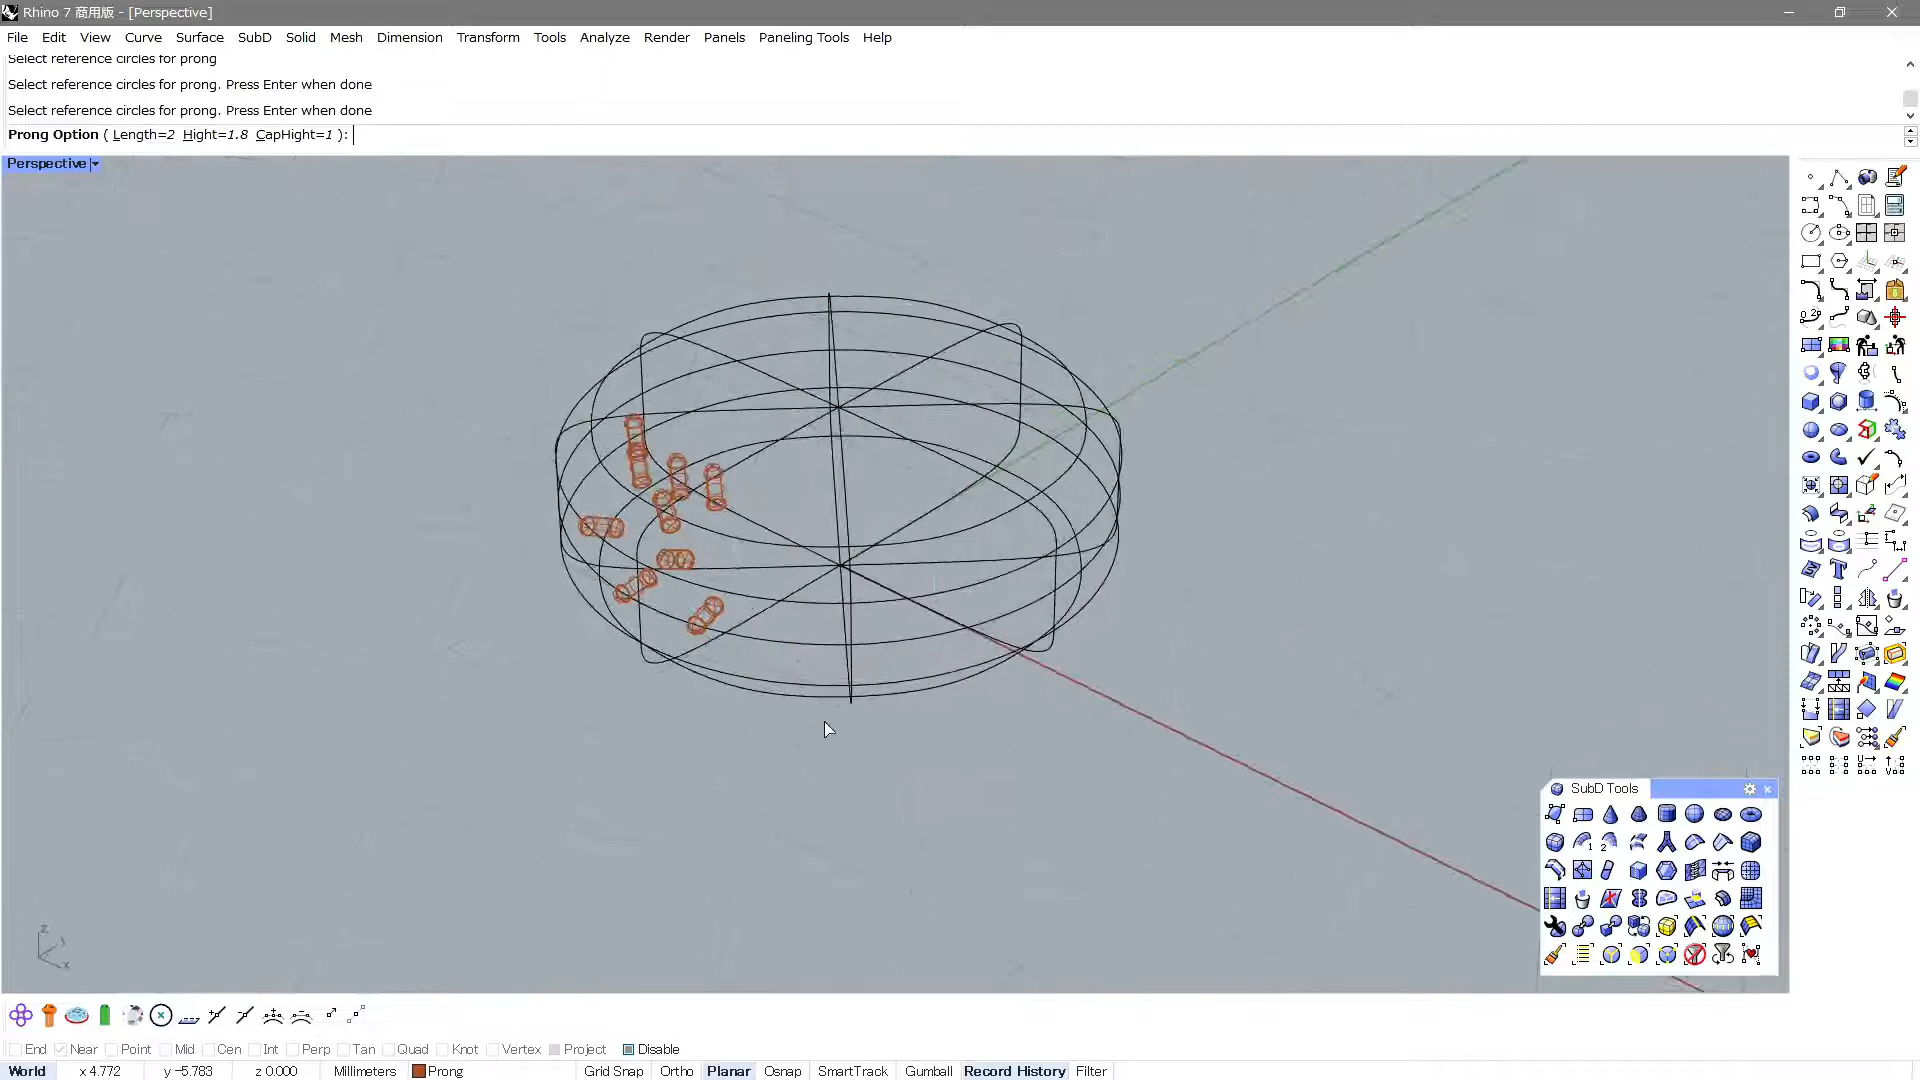 Rhino 7 商用版 - [Perspective]
File Edit View Curve Surface SubD Solid Mesh Dimension Transform Tools Analyze Render Panels Paneling Tools Help
Select reference circles for prong
Select reference circles for prong. Press Enter when done
Select reference circles for prong. Press Enter when done
Prong Option ( Length=2 Hight=1.8 CapHight=1 ):
Perspective
SubD Tools
z
y
x
End Near Point Mid Cen Int Perp Tan Quad Knot Vertex Project Disable
World x 4.772 y -5.783 z 0.000 Millimeters Prong Grid Snap Ortho Planar Osnap SmartTrack Gumball Record History Filter